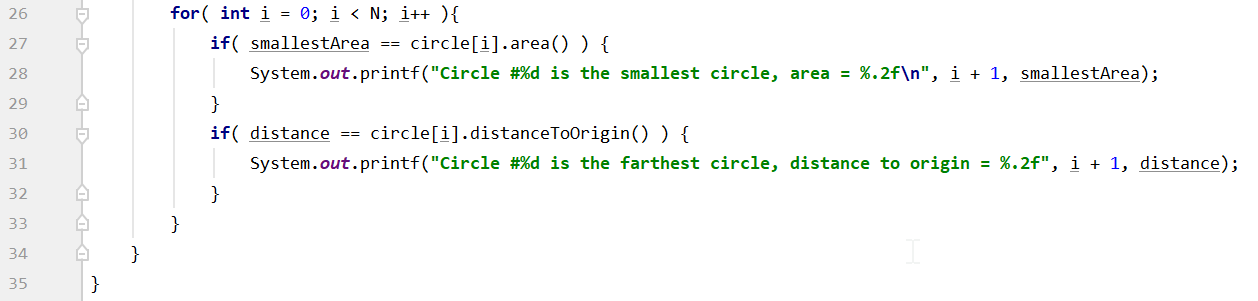 26 for( int i = 0; i < N; i++ ){
27 if( smallestArea == circle[i].area() ) {
28 System.out.printf("Circle #%d is the smallest circle, area = %.2f\n", i + 1, smallestArea);
29 }
30 if( distance == circle[i].distanceToOrigin() ) {
31 System.out.printf("Circle #%d is the farthest circle, distance to origin = %.2f", i + 1, distance);
32 }
33 }
34 }
35 }